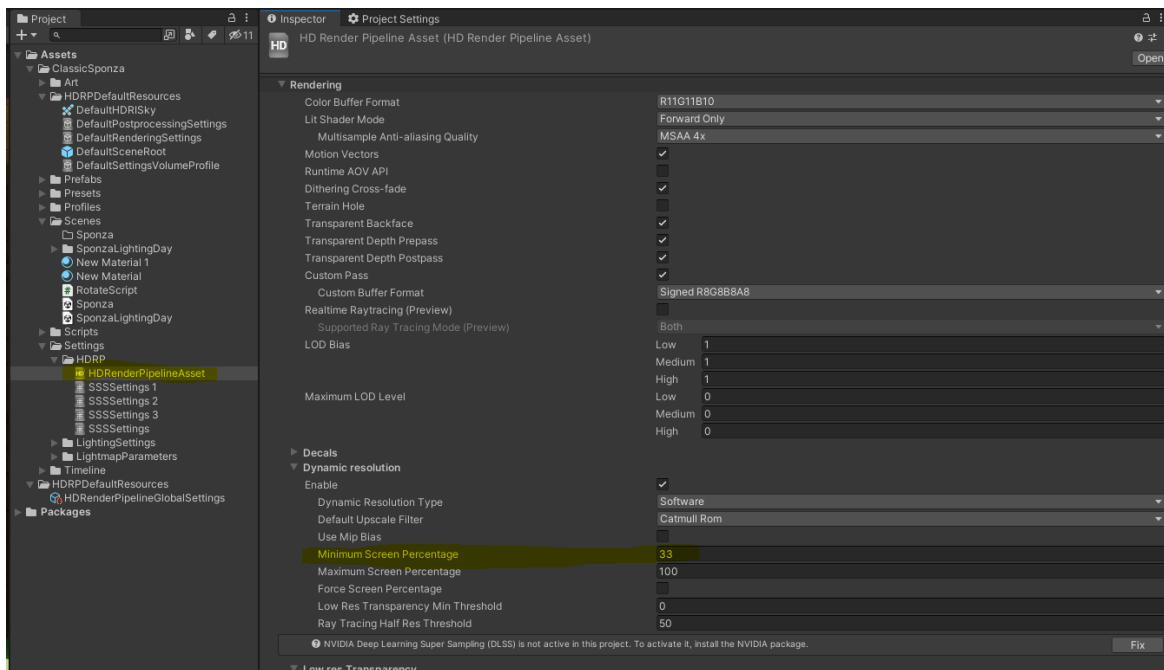 Project
Inspector
Project Settings
11
HD
HD Render Pipeline Asset (HD Render Pipeline Asset)
Open
Assets
ClassicSponza
Art
HDRPDefaultResources
DefaultHDRISky
DefaultPostprocessingSettings
DefaultRenderingSettings
DefaultSceneRoot
DefaultSettingsVolumeProfile
Prefabs
Presets
Profiles
Scenes
Sponza
SponzaLightingDay
New Material 1
New Material
RotateScript
Sponza
SponzaLightingDay
Scripts
Settings
HDRP
HDRenderPipelineAsset
SSSSettings 1
SSSSettings 2
SSSSettings 3
SSSSettings
LightingSettings
LightmapParameters
Timeline
HDRPDefaultResources
HDRenderPipelineGlobalSettings
Packages
Rendering
Color Buffer Format R11G11B10
Lit Shader Mode Forward Only
Multisample Anti-aliasing Quality MSAA 4x
Motion Vectors
Runtime AOV API
Dithering Cross-fade
Terrain Hole
Transparent Backface
Transparent Depth Prepass
Transparent Depth Postpass
Custom Pass
Custom Buffer Format Signed R8G8B8A8
Realtime Raytracing (Preview)
Supported Ray Tracing Mode (Preview) Both
LOD Bias Low 1
Medium 1
High 1
Maximum LOD Level Low 0
Medium 0
High 0
Decals
Dynamic resolution
Enable
Dynamic Resolution Type Software
Default Upscale Filter Catmull Rom
Use Mip Bias
Minimum Screen Percentage 33
Maximum Screen Percentage 100
Force Screen Percentage
Low Res Transparency Min Threshold 0
Ray Tracing Half Res Threshold 50
NVIDIA Deep Learning Super Sampling (DLSS) is not active in this project. To activate it, install the NVIDIA package. Fix
Low res Transparency